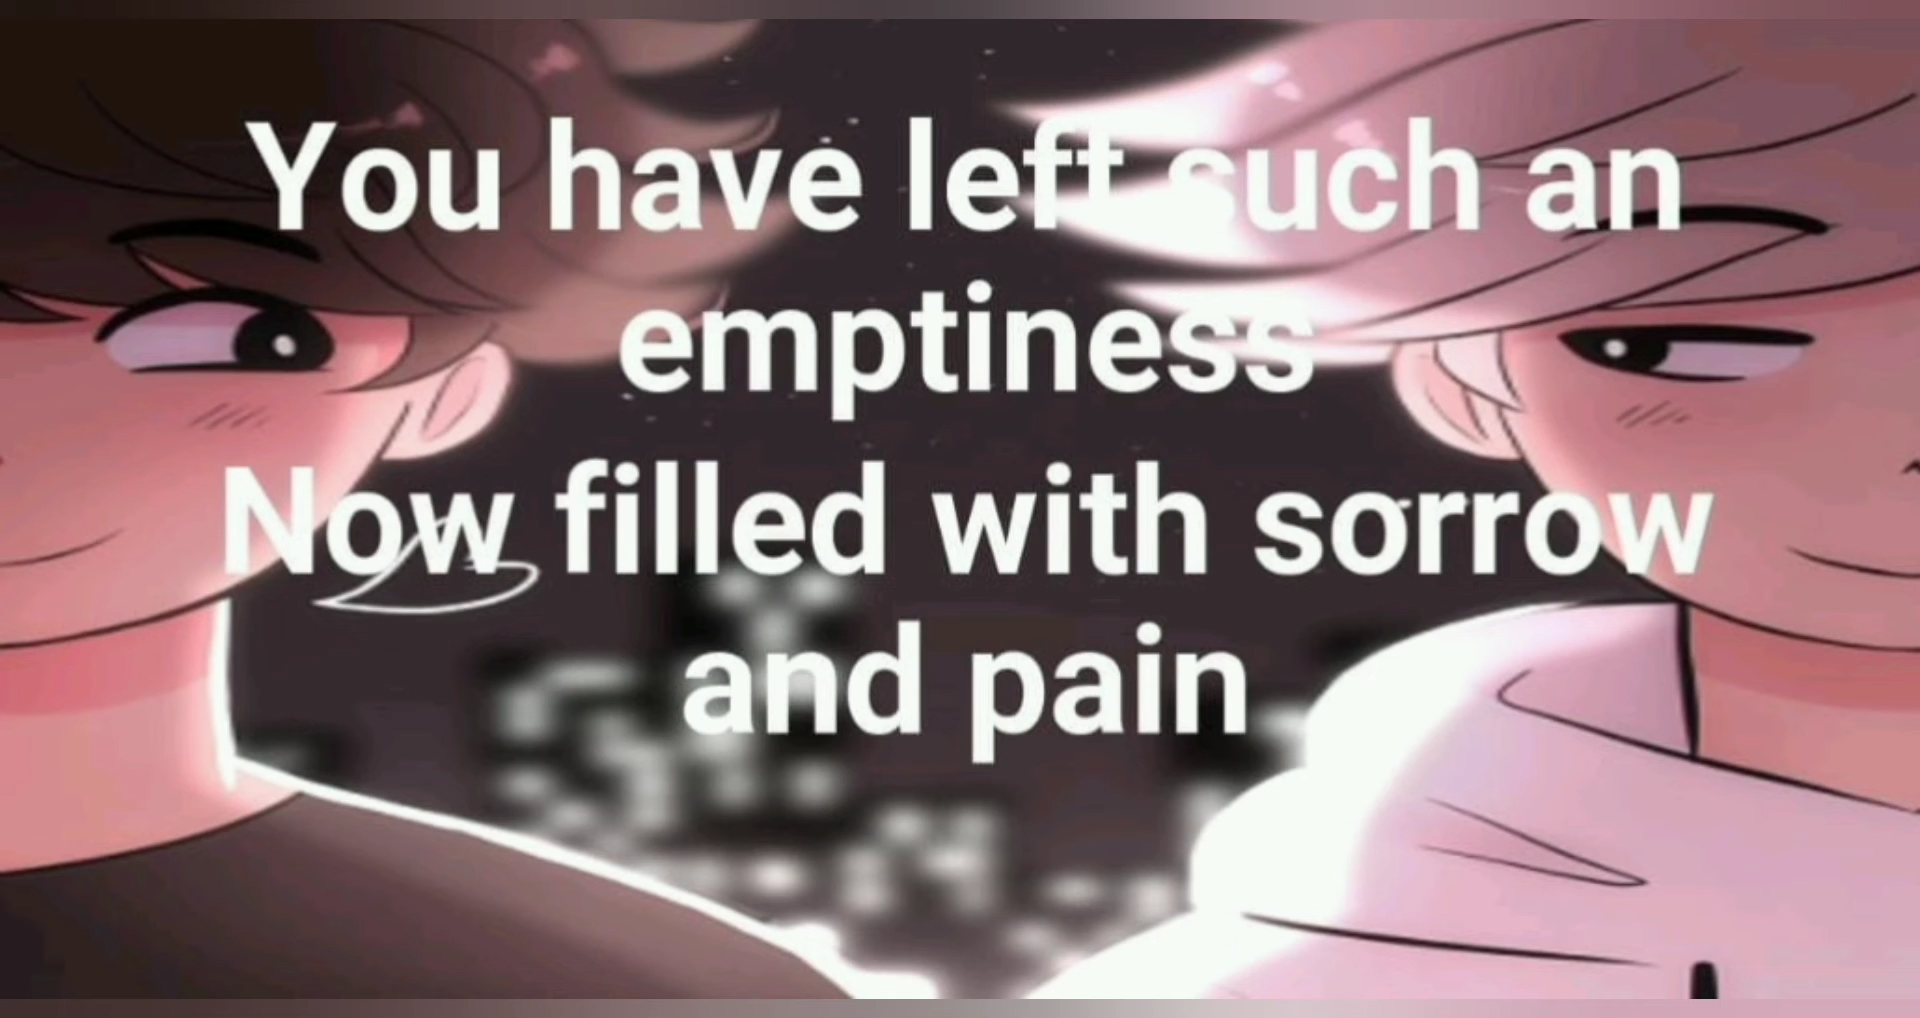 You have left such an
emptiness
Now filled with sorrow
and pain